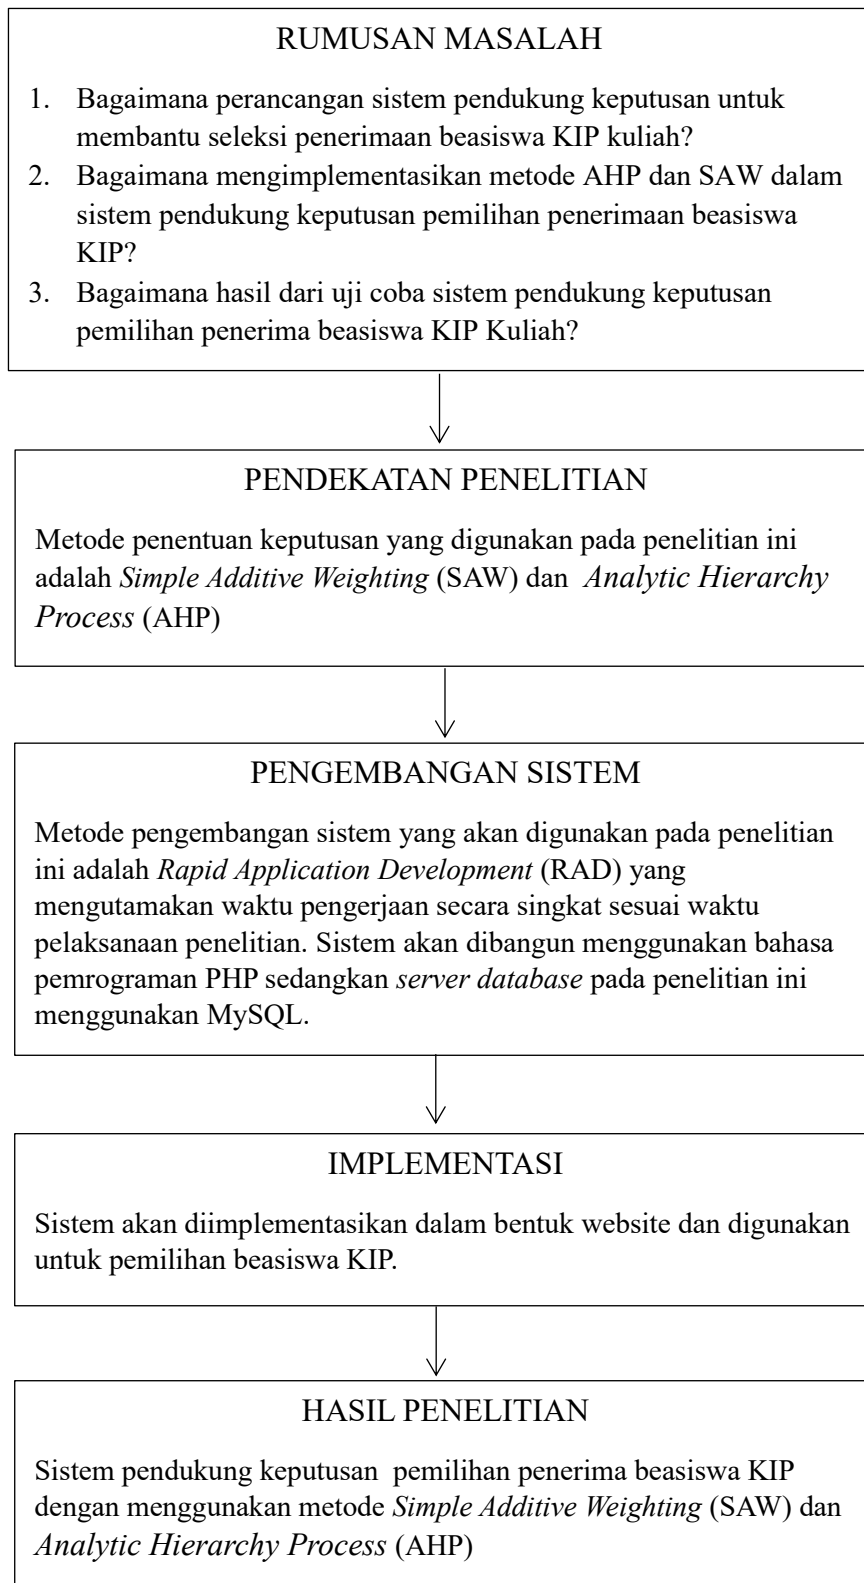 RUMUSAN MASALAH
1. Bagaimana perancangan sistem pendukung keputusan untuk
membantu seleksi penerimaan beasiswa KIP kuliah?
2. Bagaimana mengimplementasikan metode AHP dan SAW dalam
sistem pendukung keputusan pemilihan penerimaan beasiswa
KIP?
3. Bagaimana hasil dari uji coba sistem pendukung keputusan
pemilihan penerima beasiswa KIP Kuliah?
PENDEKATAN PENELITIAN
Metode penentuan keputusan yang digunakan pada penelitian ini
adalah Simple Additive Weighting (SAW) dan Analytic Hierarchy
Process (AHP)
PENGEMBANGAN SISTEM
Metode pengembangan sistem yang akan digunakan pada penelitian
ini adalah Rapid Application Development (RAD) yang
mengutamakan waktu pengerjaan secara singkat sesuai waktu
pelaksanaan penelitian. Sistem akan dibangun menggunakan bahasa
pemrograman PHP sedangkan server database pada penelitian ini
menggunakan MySQL.
IMPLEMENTASI
Sistem akan diimplementasikan dalam bentuk website dan digunakan
untuk pemilihan beasiswa KIP.
HASIL PENELITIAN
Sistem pendukung keputusan pemilihan penerima beasiswa KIP
dengan menggunakan metode Simple Additive Weighting (SAW) dan
Analytic Hierarchy Process (AHP)